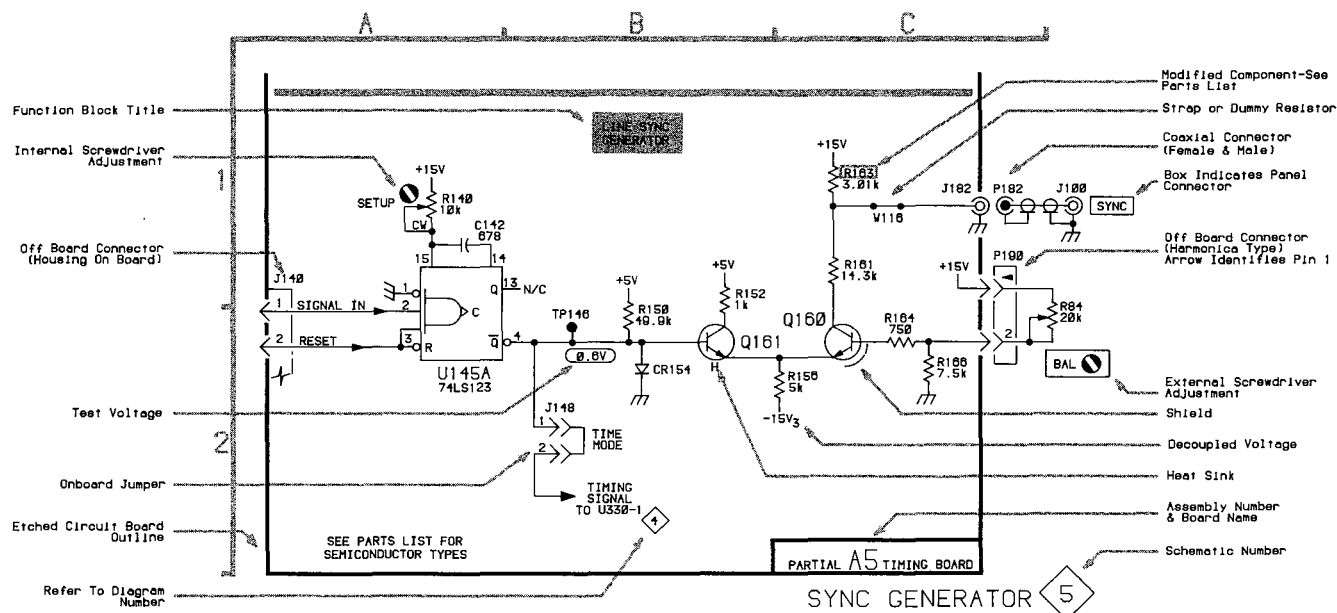 A
B
C
1
2
Function Block Title
Internal Screwdriver
Adjustment
Off Board Connector
(Housing On Board)
Test Voltage
Onboard Jumper
Etched Circuit Board
Outline
Refer To Diagram
Number
LINE SYNC
GENERATOR
+15V
SETUP
R140
10k
CW
C142
678
15
14
J140
1
SIGNAL IN
2
RESET
1
2
3
R
C
Q
13
N/C
Q
4
U145A
74LS123
TP146
0.6V
+5V
R150
49.9k
CR154
J148
1
2
TIME
MODE
TIMING
SIGNAL
TO U330-1
4
SEE PARTS LIST FOR
SEMICONDUCTOR TYPES
+5V
R152
1k
Q161
H
R156
5k
-15V3
+15V
R163
3.01k
W116
R161
14.3k
Q160
R164
750
R166
7.5k
J182
P182
J100
SYNC
+15V
P190
2
R84
20k
BAL
Modified Component-See
Parts List
Strap or Dummy Resistor
Coaxial Connector
(Female & Male)
Box Indicates Panel
Connector
Off Board Connector
(Harmonica Type)
Arrow Identifies Pin 1
External Screwdriver
Adjustment
Shield
Decoupled Voltage
Heat Sink
Assembly Number
& Board Name
Schematic Number
PARTIAL A5 TIMING BOARD
SYNC GENERATOR
5